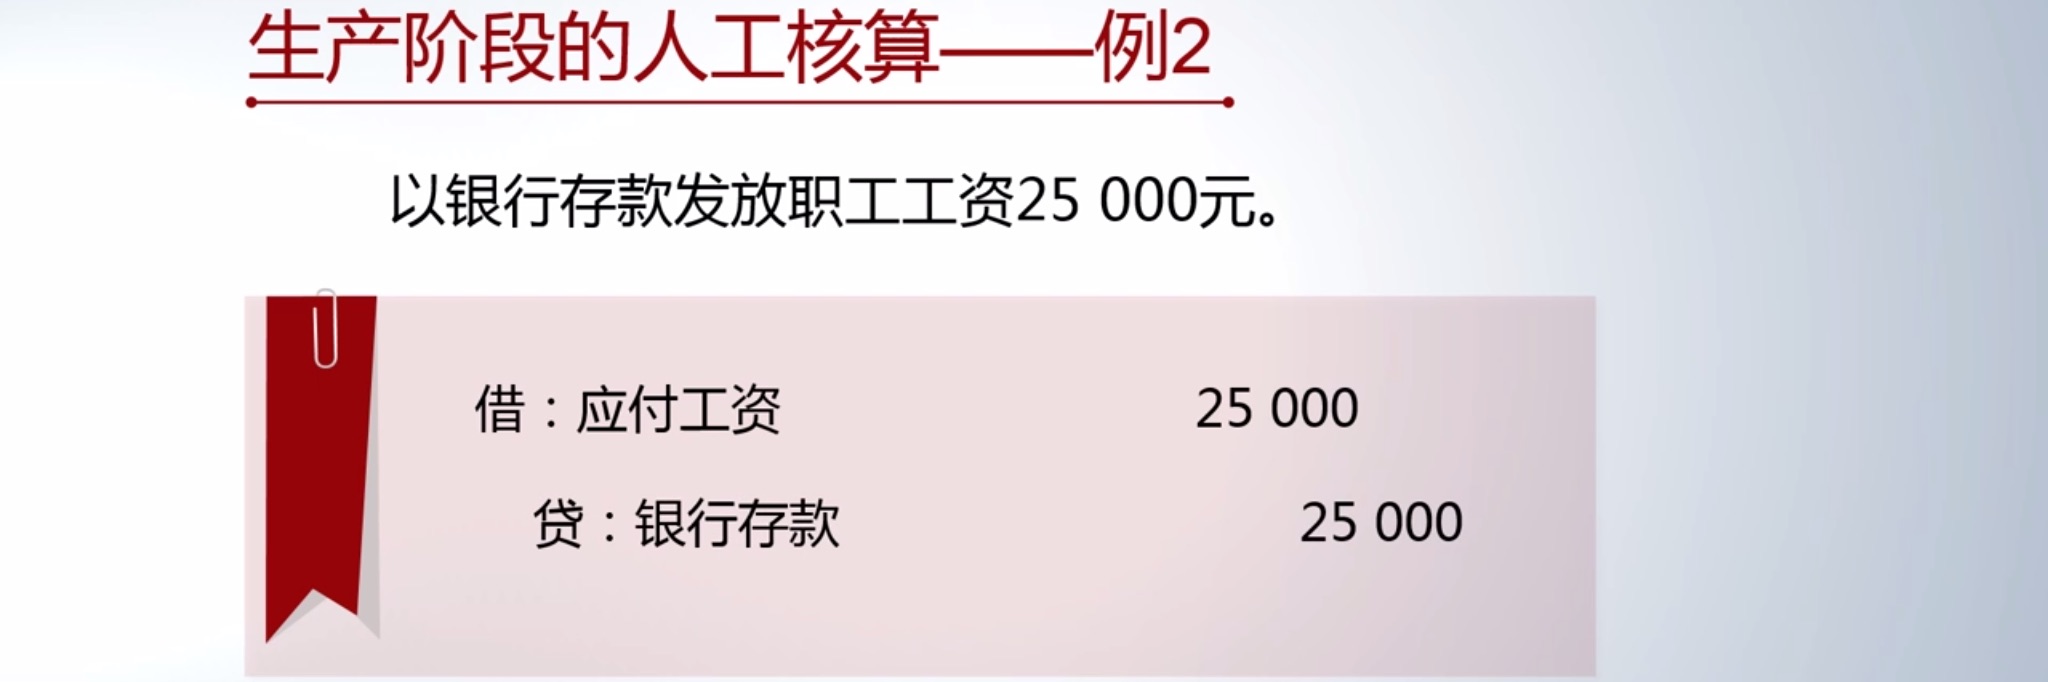 生产阶段的人工核算——例2
以银行存款发放职工工资25 000元。
借：应付工资 25 000
贷：银行存款 25 000